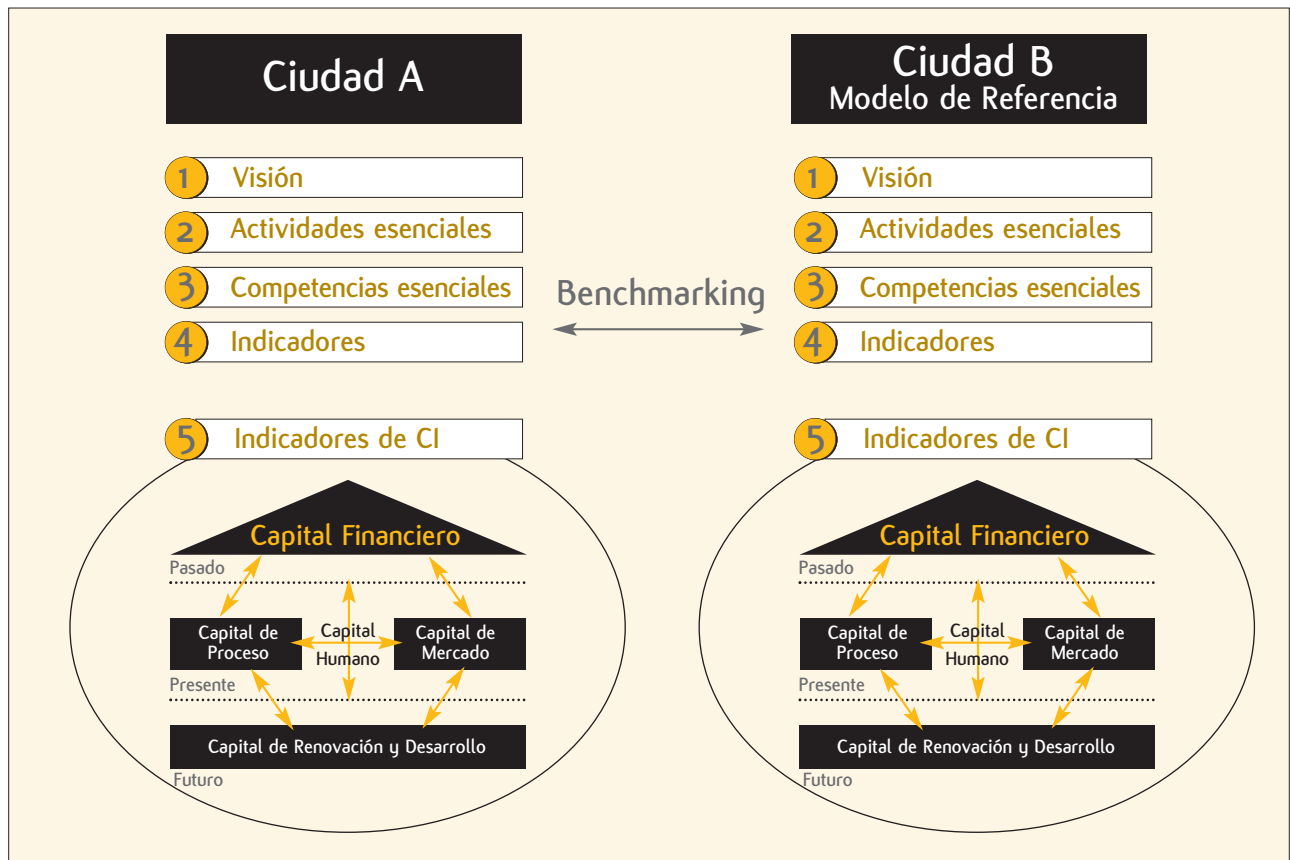 Ciudad A
1 Visión
2 Actividades esenciales
3 Competencias esenciales
4 Indicadores
5 Indicadores de CI
Capital Financiero
Pasado
Capital de
Proceso
Capital
Humano
Capital de
Mercado
Presente
Capital de Renovación y Desarrollo
Futuro
Benchmarking
Ciudad B
Modelo de Referencia
1 Visión
2 Actividades esenciales
3 Competencias esenciales
4 Indicadores
5 Indicadores de CI
Capital Financiero
Pasado
Capital de
Proceso
Capital
Humano
Capital de
Mercado
Presente
Capital de Renovación y Desarrollo
Futuro